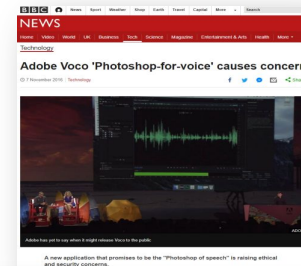 BBC News Sport Weather Shop Earth Travel Capital More Search
NEWS
Home Video World UK Business Tech Science Magazine Entertainment & Arts Health More
Technology
Adobe Voco 'Photoshop-for-voice' causes concern
7 November 2016 Technology
Share
Adobe has yet to say when it might release Voco to the public
A new application that promises to be the "Photoshop of speech" is raising ethical
and security concerns.